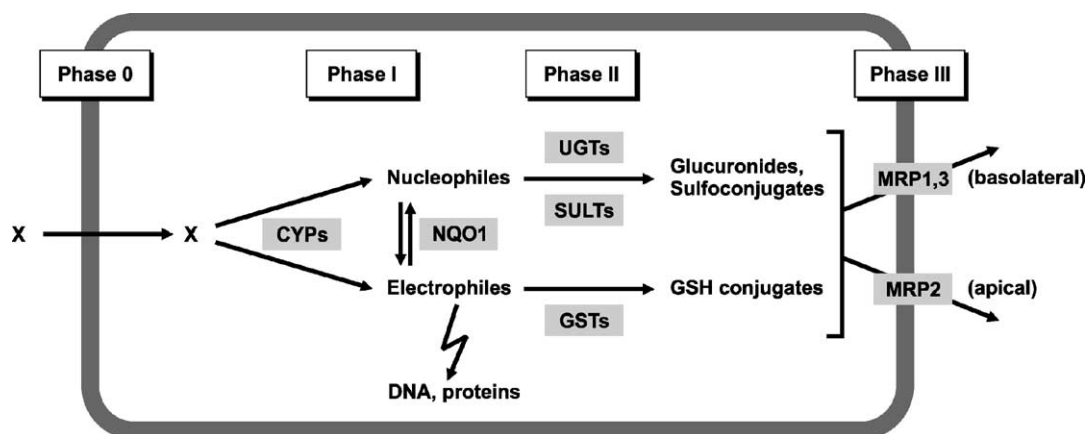 Phase 0
Phase I
Phase II
Phase III
X
X
CYPs
Nucleophiles
NQO1
Electrophiles
DNA, proteins
UGTs
SULTs
GSTs
Glucuronides,
Sulfoconjugates
GSH conjugates
MRP1,3 (basolateral)
MRP2 (apical)